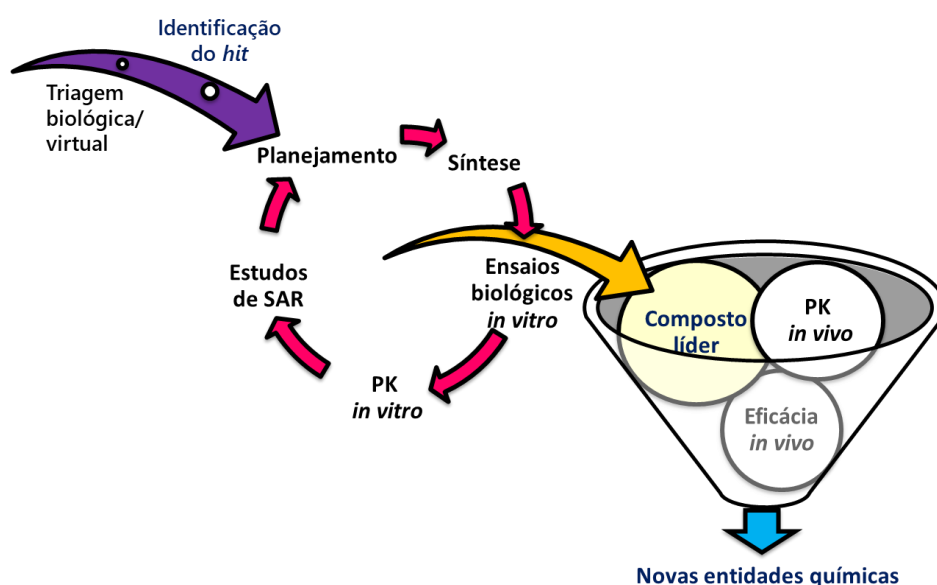 Identificação
do hit
Triagem
biológica/
virtual
Planejamento
Síntese
Ensaios
biológicos
in vitro
PK
in vitro
Estudos
de SAR
Composto
líder
PK
in vivo
Eficácia
in vivo
Novas entidades químicas